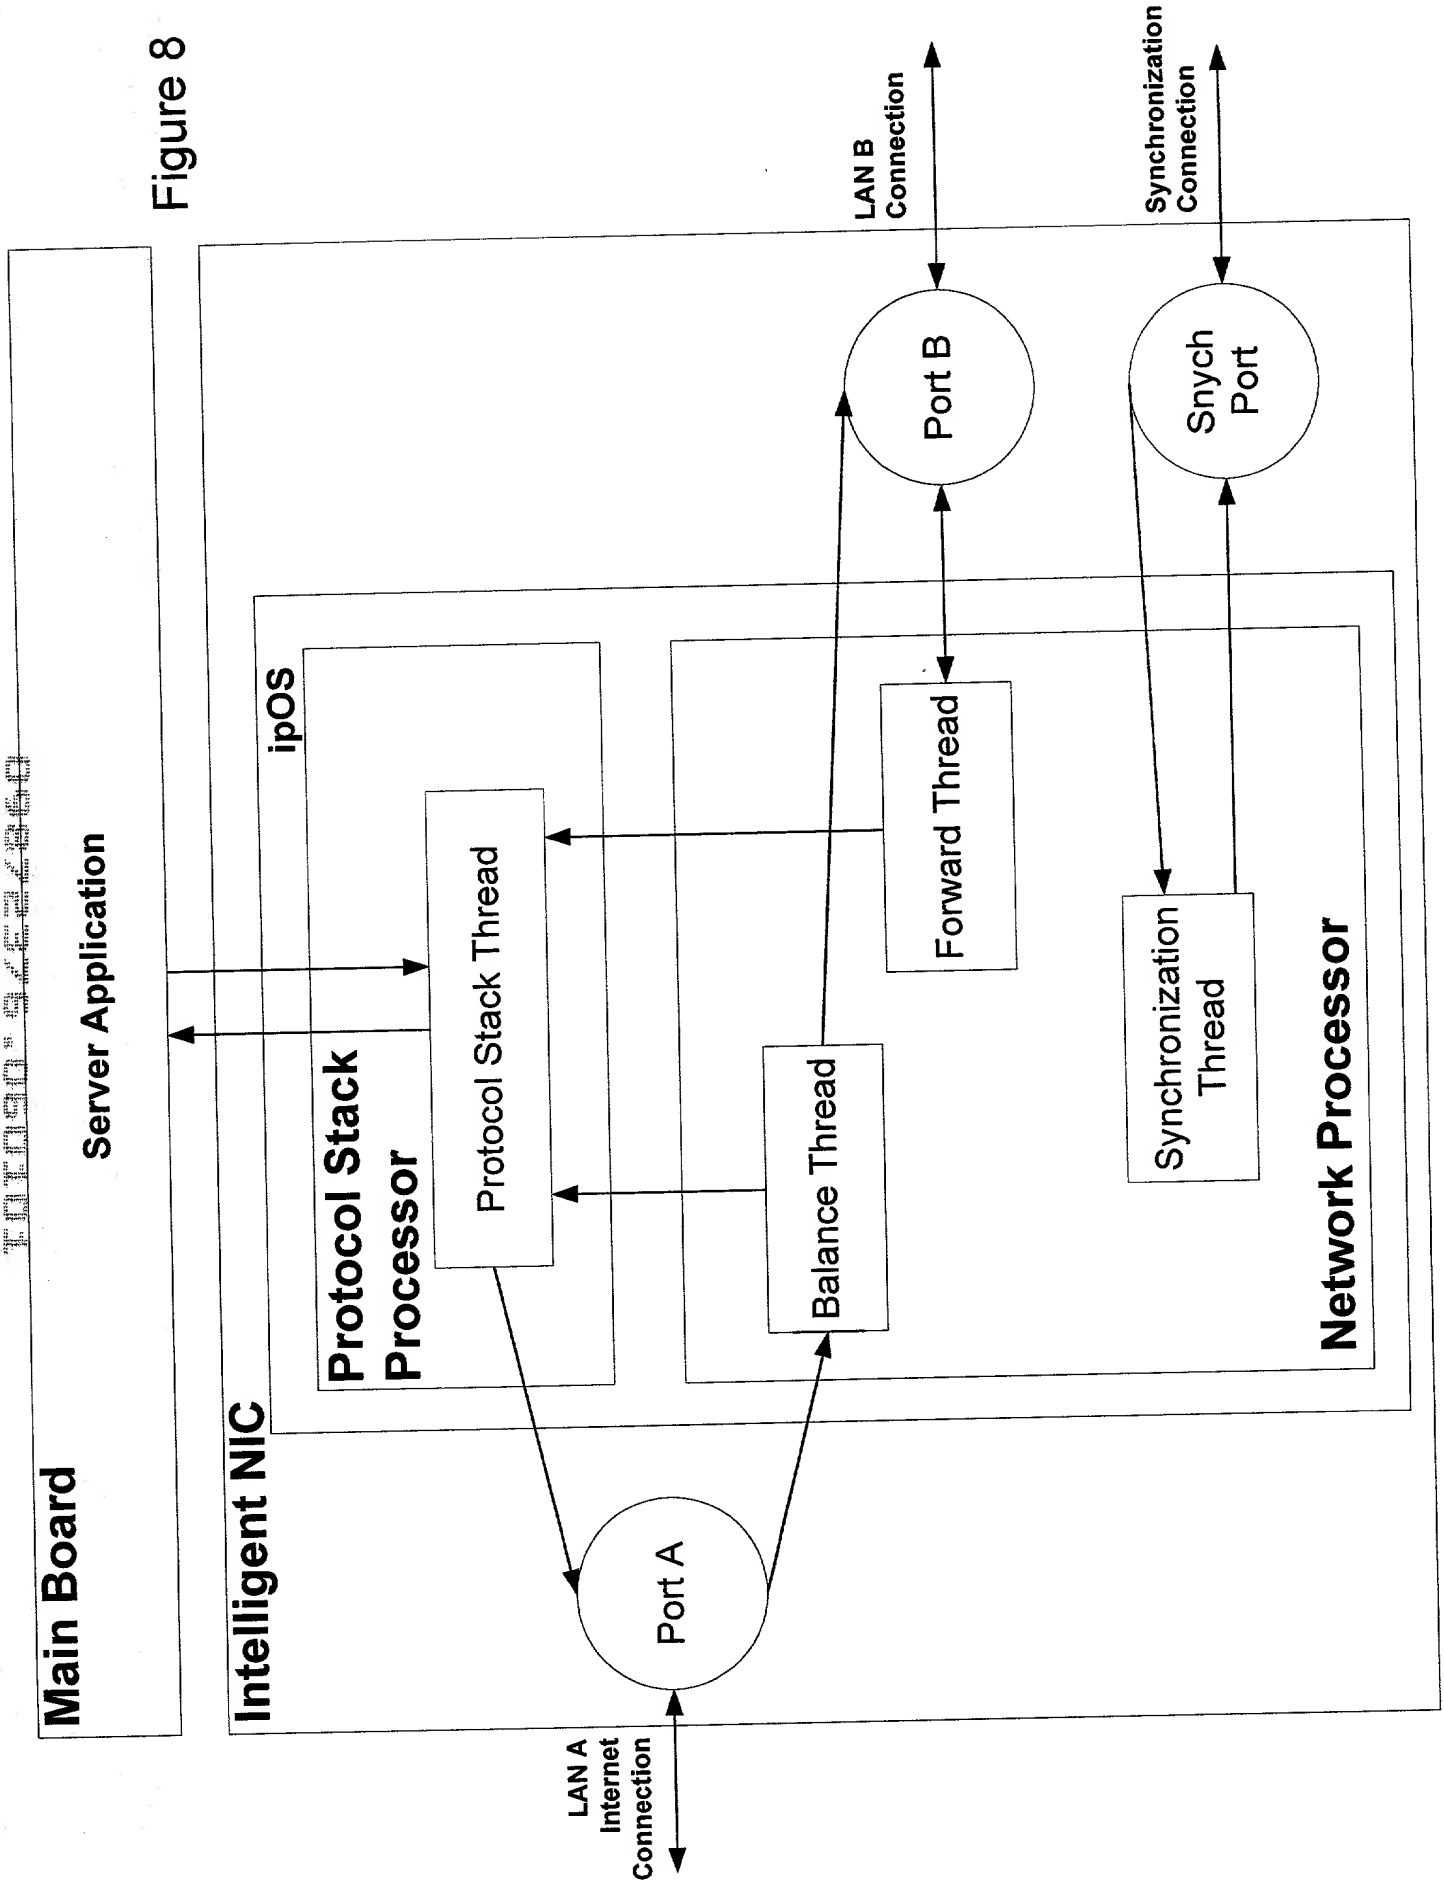 Figure 8
Main Board
Server Application
Intelligent NIC
ipOS
Protocol Stack
Processor
Protocol Stack Thread
LAN A
Internet
Connection
Port A
Balance Thread
Forward Thread
Port B
LAN B
Connection
Synchronization
Thread
Snych
Port
Synchronization
Connection
Network Processor